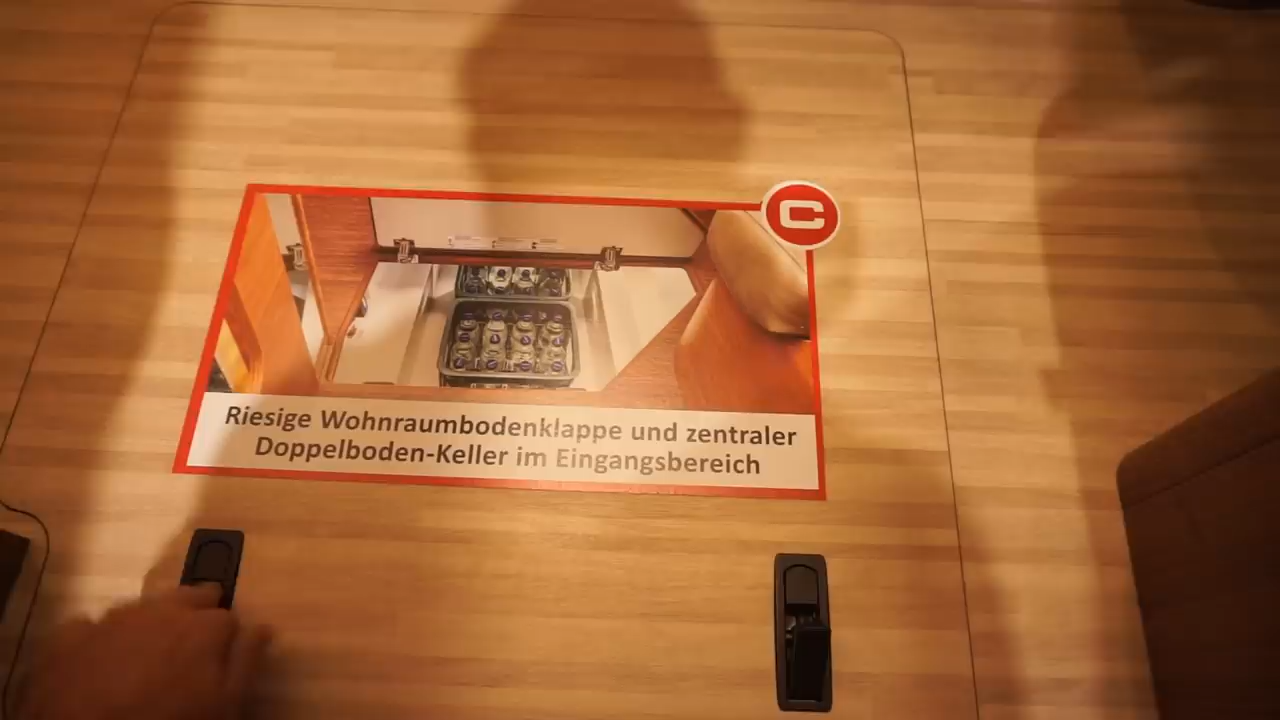 C
Riesige Wohnraumbodenklappe und zentraler
Doppelboden-Keller im Eingangsbereich